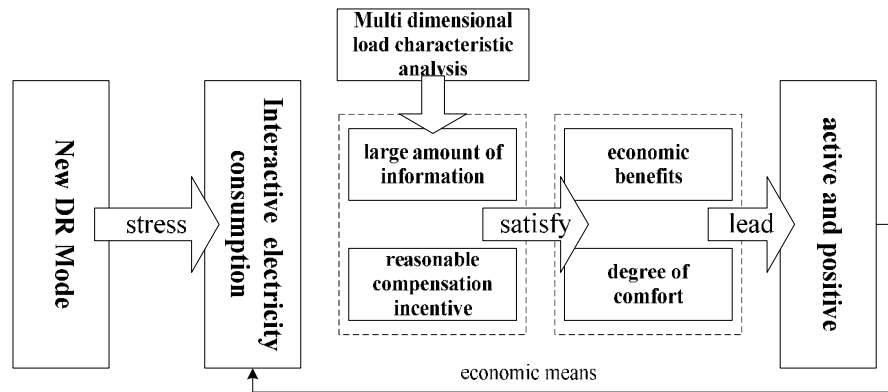 Multi dimensional
load characteristic
analysis
New DR Mode
stress
Interactive electricity
consumption
large amount of
information
reasonable
compensation
incentive
satisfy
economic
benefits
degree of
comfort
lead
active and positive
economic means